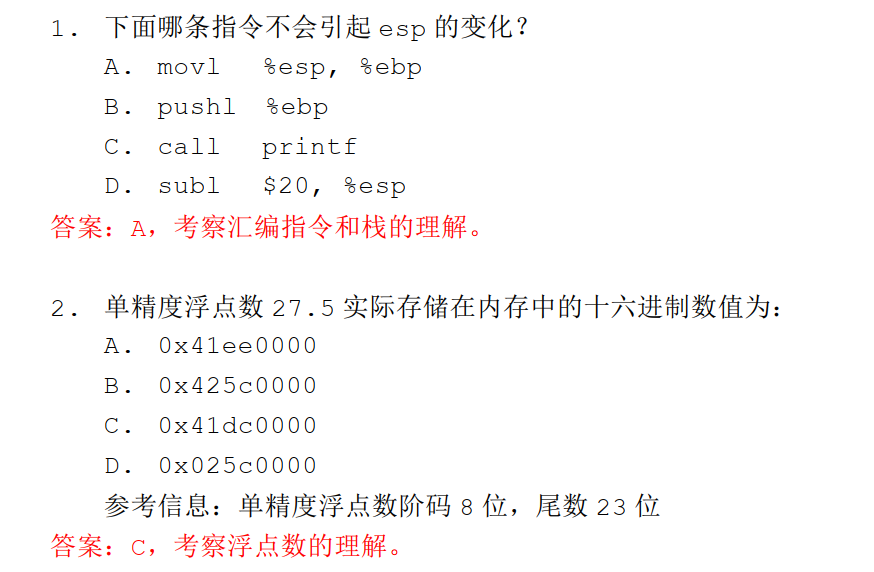 1. 下面哪条指令不会引起 esp 的变化？
A. movl %esp, %ebp
B. pushl %ebp
C. call printf
D. subl $20, %esp
答案：A，考察汇编指令和栈的理解。
2. 单精度浮点数 27.5 实际存储在内存中的十六进制数值为：
A. 0x41ee0000
B. 0x425c0000
C. 0x41dc0000
D. 0x025c0000
参考信息：单精度浮点数阶码 8 位，尾数 23 位
答案：C，考察浮点数的理解。